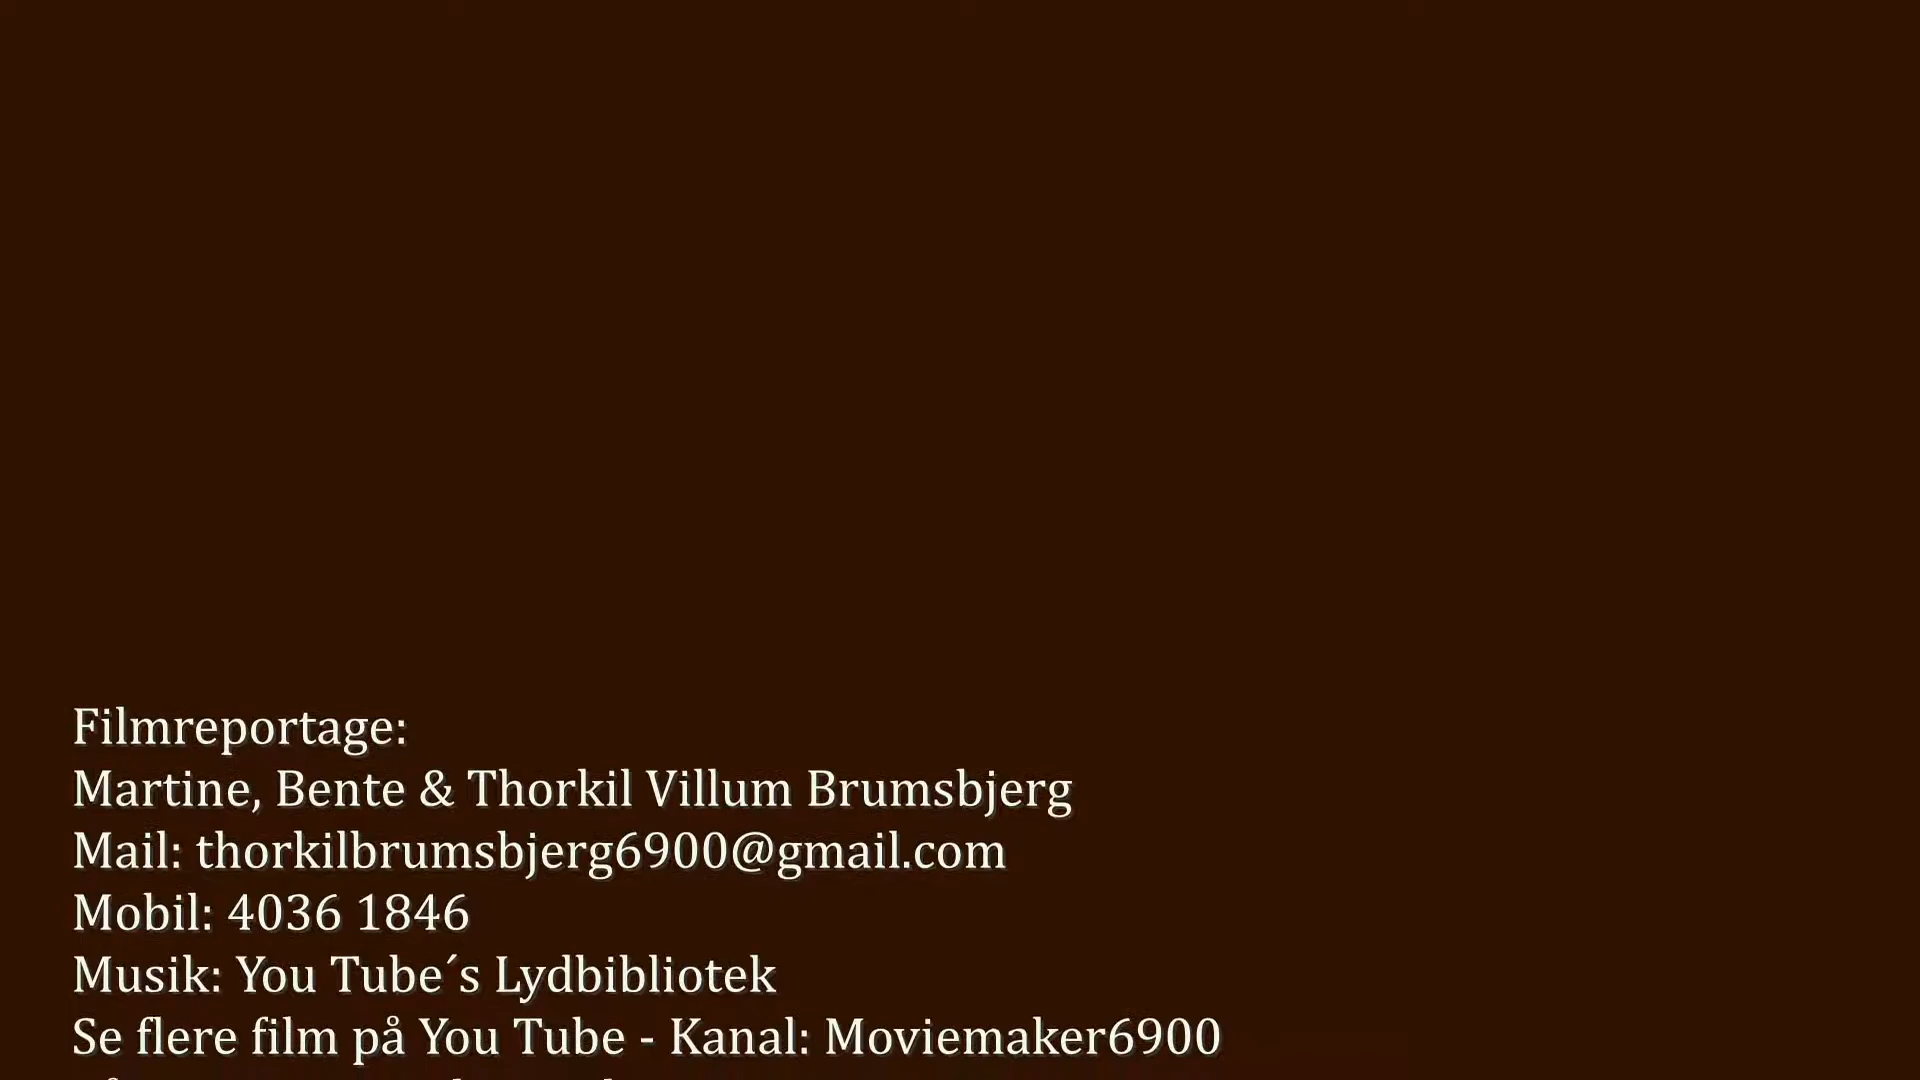 Filmreportage:
Martine, Bente & Thorkil Villum Brumsbjerg
Mail: thorkilbrumsbjerg6900@gmail.com
Mobil: 4036 1846
Musik: You Tube´s Lydbibliotek
Se flere film på You Tube - Kanal: Moviemaker6900